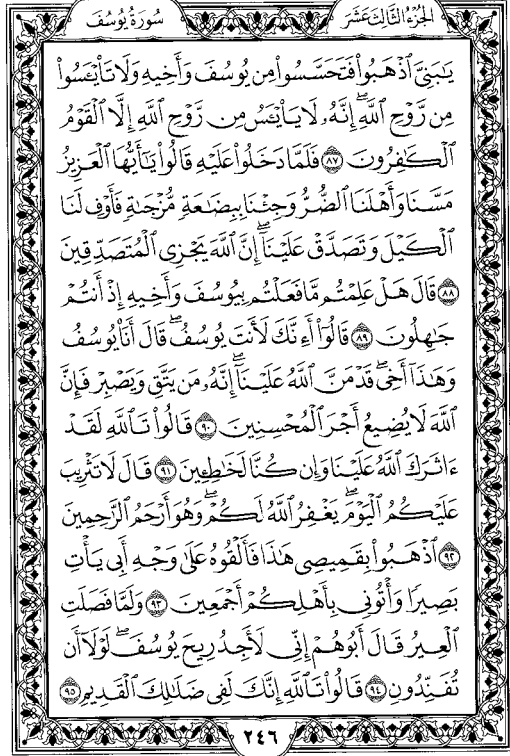 الجزء الثالث عشر
سورة يوسف
يَٰبَنِىَّ ٱذْهَبُوا۟ فَتَحَسَّسُوا۟ مِن يُوسُفَ وَأَخِيهِ وَلَا تَا۟يْـَٔسُوا۟
مِن رَّوْحِ ٱللَّهِ ۖ إِنَّهُۥ لَا يَا۟يْـَٔسُ مِن رَّوْحِ ٱللَّهِ إِلَّا ٱلْقَوْمُ
ٱلْكَٰفِرُونَ ٨٧ فَلَمَّا دَخَلُوا۟ عَلَيْهِ قَالُوا۟ يَٰٓأَيُّهَا ٱلْعَزِيزُ
مَسَّنَا وَأَهْلَنَا ٱلضُّرُّ وَجِئْنَا بِبِضَٰعَةٍ مُّزْجَىٰةٍ فَأَوْفِ لَنَا
ٱلْكَيْلَ وَتَصَدَّقْ عَلَيْنَآ ۖ إِنَّ ٱللَّهَ يَجْزِى ٱلْمُتَصَدِّقِينَ
٨٨ قَالَ هَلْ عَلِمْتُم مَّا فَعَلْتُم بِيُوسُفَ وَأَخِيهِ إِذْ أَنتُمْ
جَٰهِلُونَ ٨٩ قَالُوٓا۟ أَءِنَّكَ لَأَنتَ يُوسُفُ ۖ قَالَ أَنَا۠ يُوسُفُ
وَهَٰذَآ أَخِى ۖ قَدْ مَنَّ ٱللَّهُ عَلَيْنَآ ۖ إِنَّهُۥ مَن يَتَّقِ وَيَصْبِرْ فَإِنَّ
ٱللَّهَ لَا يُضِيعُ أَجْرَ ٱلْمُحْسِنِينَ ٩٠ قَالُوا۟ تَٱللَّهِ لَقَدْ
ءَاثَرَكَ ٱللَّهُ عَلَيْنَا وَإِن كُنَّا لَخَٰطِـِٔينَ ٩١ قَالَ لَا تَثْرِيبَ
عَلَيْكُمُ ٱلْيَوْمَ ۖ يَغْفِرُ ٱللَّهُ لَكُمْ ۖ وَهُوَ أَرْحَمُ ٱلرَّٰحِمِينَ
٩٢ ٱذْهَبُوا۟ بِقَمِيصِى هَٰذَا فَأَلْقُوهُ عَلَىٰ وَجْهِ أَبِى يَأْتِ
بَصِيرًا وَأْتُونِى بِأَهْلِكُمْ أَجْمَعِينَ ٩٣ وَلَمَّا فَصَلَتِ
ٱلْعِيرُ قَالَ أَبُوهُمْ إِنِّى لَأَجِدُ رِيحَ يُوسُفَ ۖ لَوْلَآ أَن
تُفَنِّدُونِ ٩٤ قَالُوا۟ تَٱللَّهِ إِنَّكَ لَفِى ضَلَٰلِكَ ٱلْقَدِيمِ ٩٥
٢٤٦